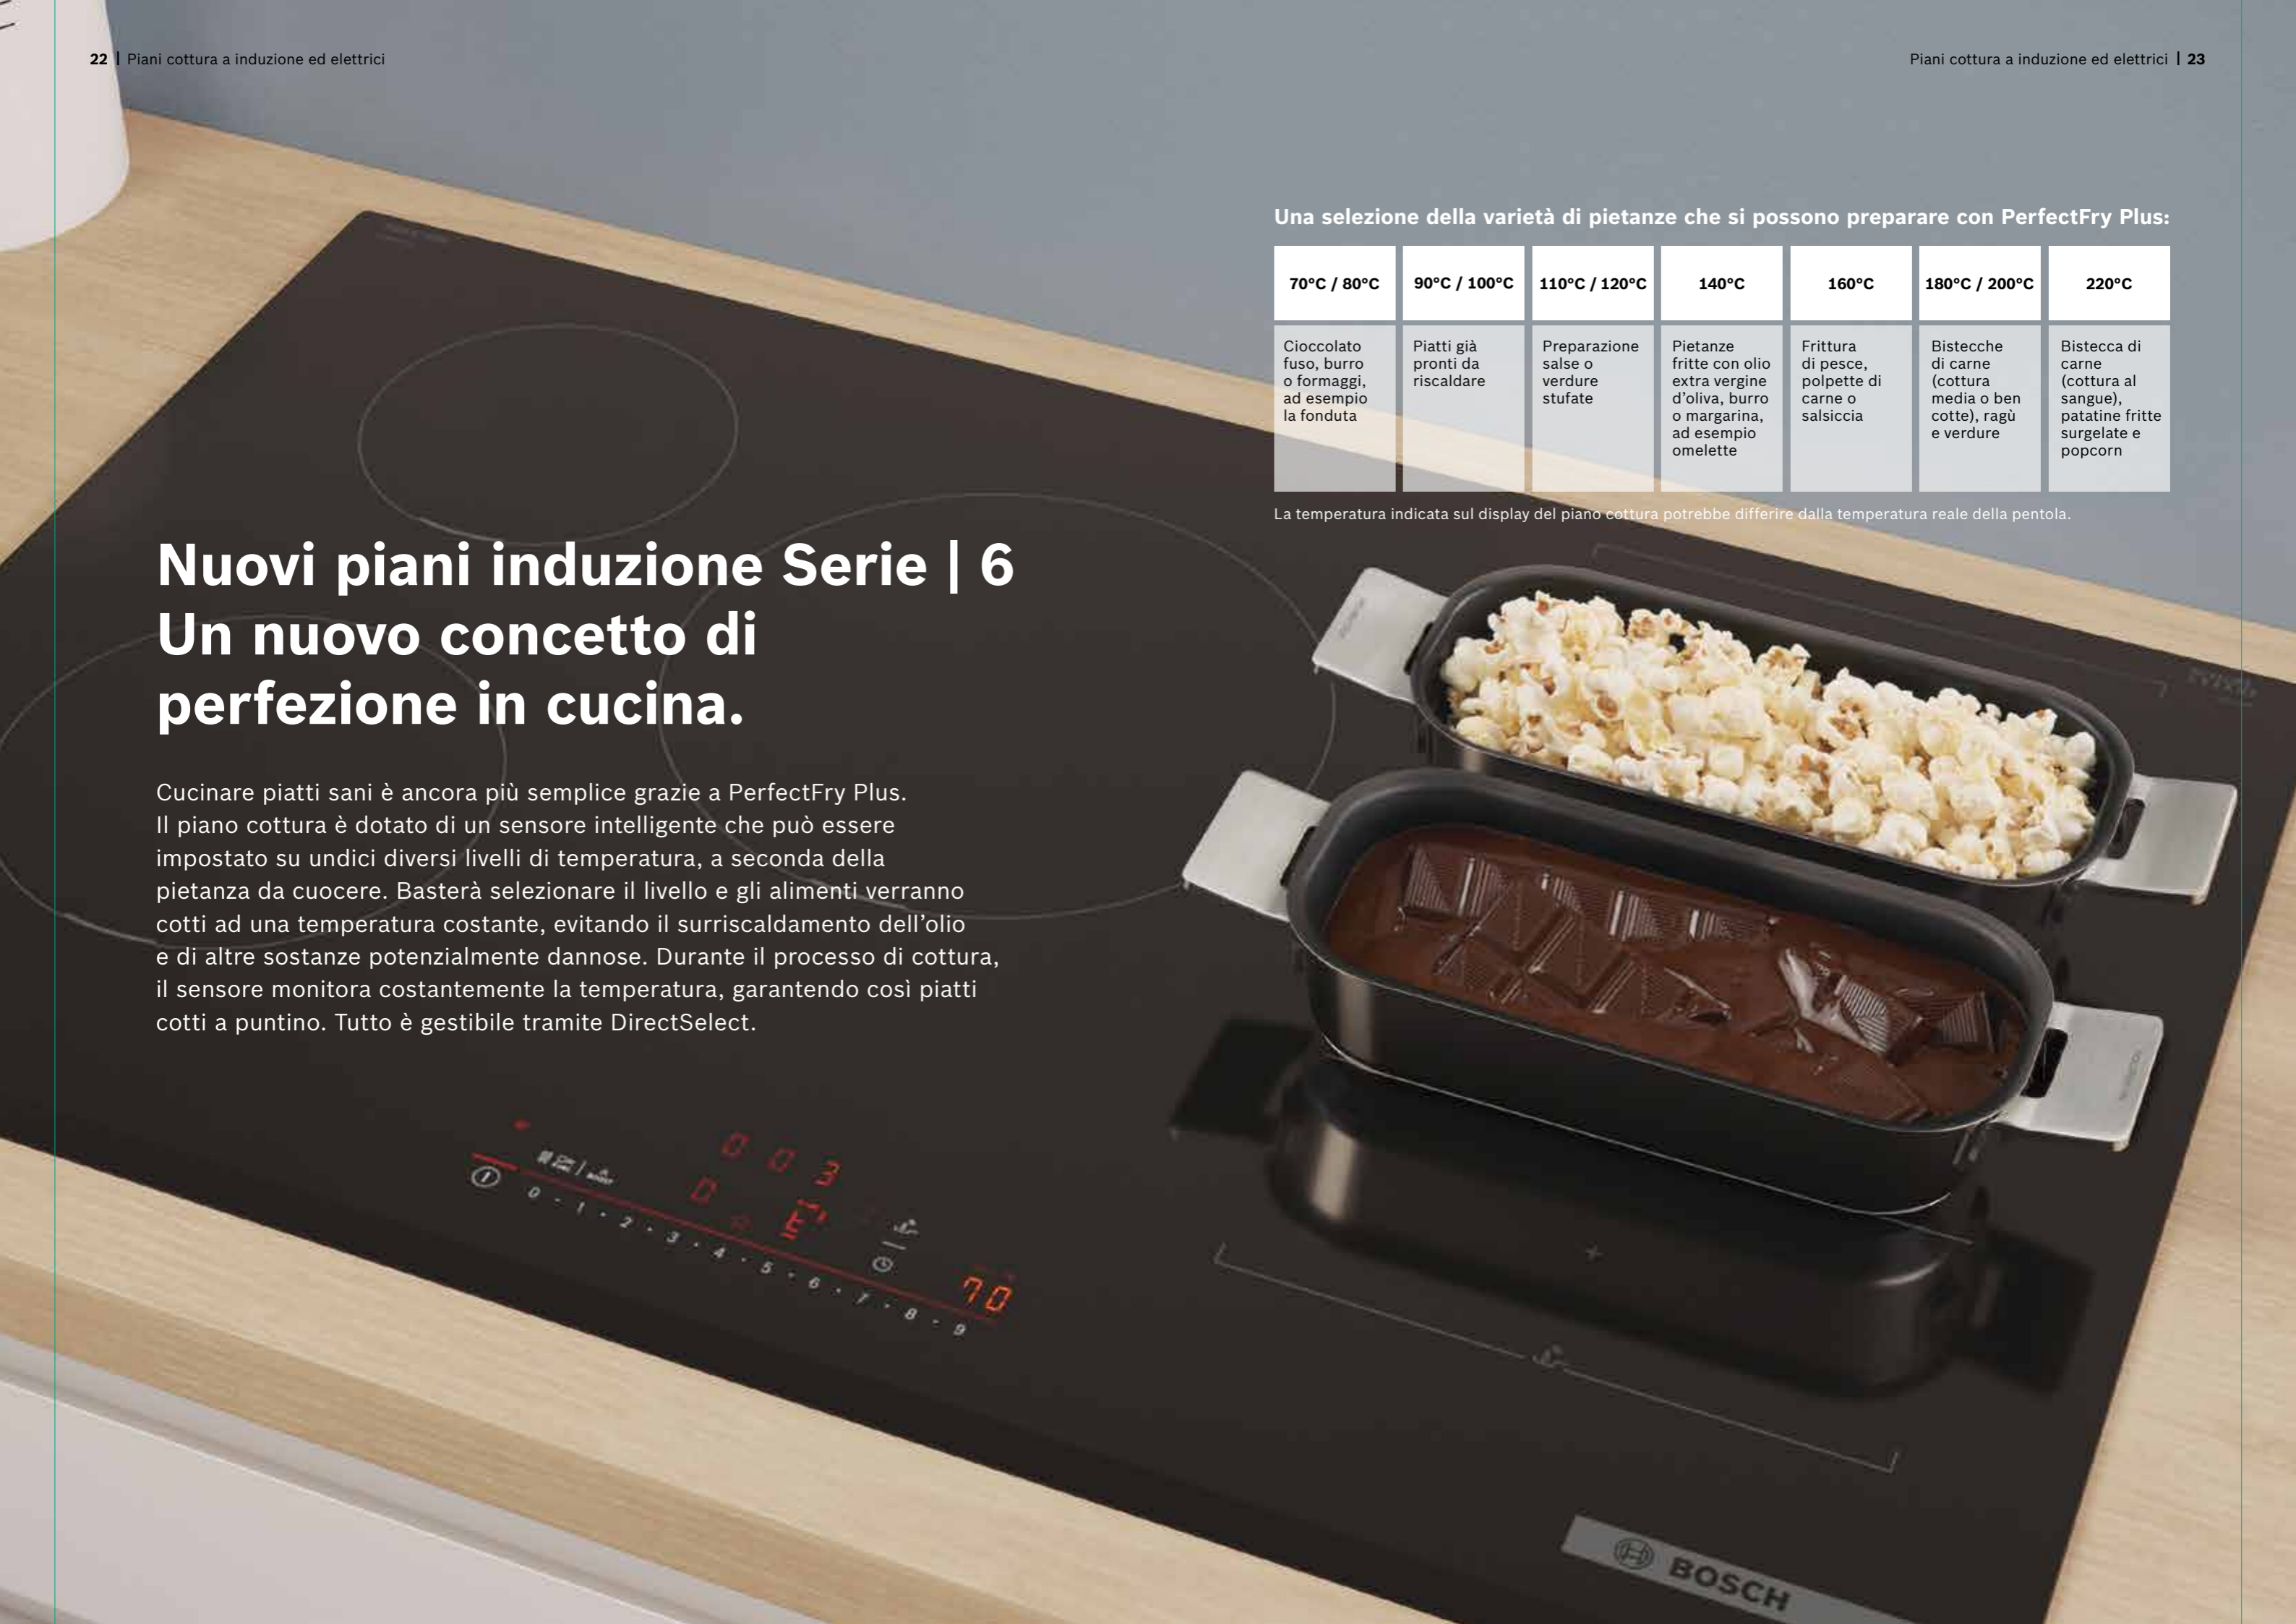 22 | Piani cottura a induzione ed elettrici
Piani cottura a induzione ed elettrici | 23
Una selezione della varietà di pietanze che si possono preparare con PerfectFry Plus:
70°C / 80°C
90°C / 100°C
110°C / 120°C
140°C
160°C
180°C / 200°C
220°C
Cioccolato
fuso, burro
o formaggi,
ad esempio
la fonduta
Piatti già
pronti da
riscaldare
Preparazione
salse o
verdure
stufate
Pietanze
fritte con olio
extra vergine
d’oliva, burro
o margarina,
ad esempio
omelette
Frittura
di pesce,
polpette di
carne o
salsiccia
Bistecche
di carne
(cottura
media o ben
cotte), ragù
e verdure
Bistecca di
carne
(cottura al
sangue),
patatine fritte
surgelate e
popcorn
La temperatura indicata sul display del piano cottura potrebbe differire dalla temperatura reale della pentola.
Nuovi piani induzione Serie | 6
Un nuovo concetto di
perfezione in cucina.
Cucinare piatti sani è ancora più semplice grazie a PerfectFry Plus.
Il piano cottura è dotato di un sensore intelligente che può essere
impostato su undici diversi livelli di temperatura, a seconda della
pietanza da cuocere. Basterà selezionare il livello e gli alimenti verranno
cotti ad una temperatura costante, evitando il surriscaldamento dell’olio
e di altre sostanze potenzialmente dannose. Durante il processo di cottura,
il sensore monitora costantemente la temperatura, garantendo così piatti
cotti a puntino. Tutto è gestibile tramite DirectSelect.
0 0 3
0
0 · 1 · 2 · 3 · 4 · 5 · 6 · 7 · 8 · 9
70
BOSCH